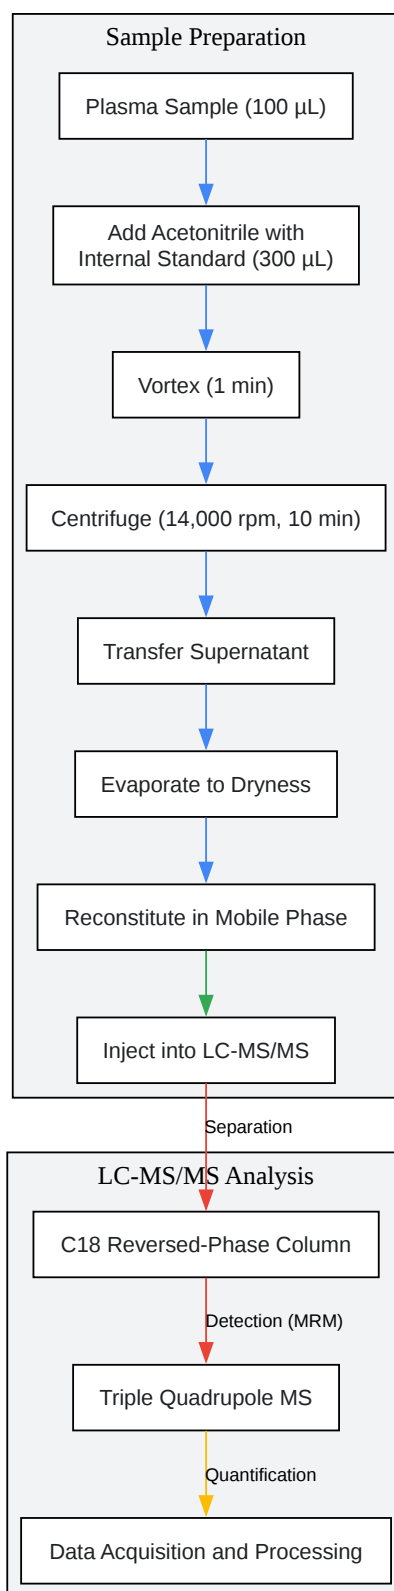 Sample Preparation
Plasma Sample (100 µL)
Add Acetonitrile with
Internal Standard (300 µL)
Vortex (1 min)
Centrifuge (14,000 rpm, 10 min)
Transfer Supernatant
Evaporate to Dryness
Reconstitute in Mobile Phase
Inject into LC-MS/MS
Separation
LC-MS/MS Analysis
C18 Reversed-Phase Column
Detection (MRM)
Triple Quadrupole MS
Quantification
Data Acquisition and Processing